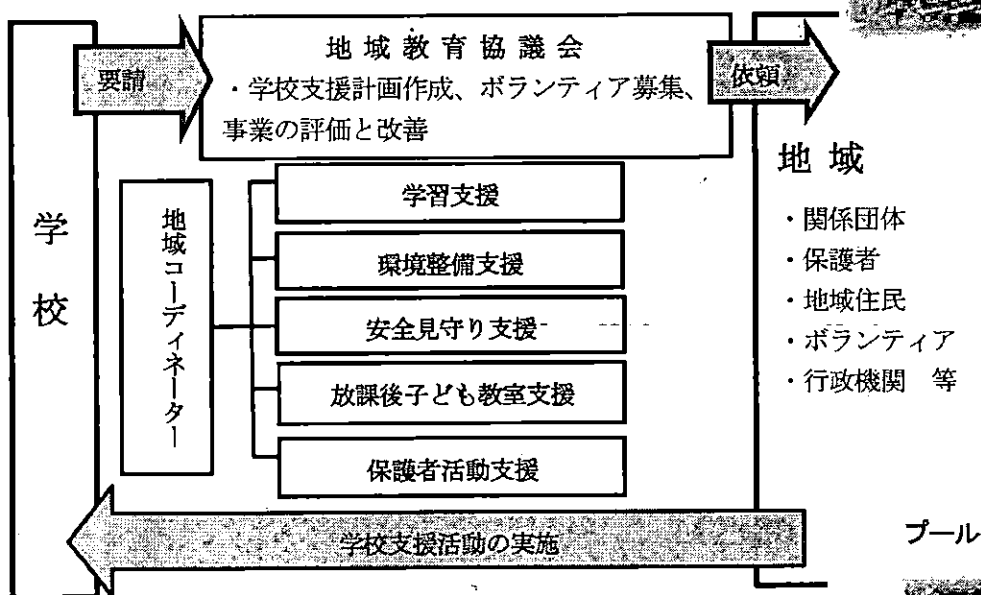 要請
地域教育協議会
・学校支援計画作成、ボランティア募集、
事業の評価と改善
依頼
学校
地域コーディネーター
学習支援
環境整備支援
安全見守り支援
放課後子ども教室支援
保護者活動支援
地域
・関係団体
・保護者
・地域住民
・ボランティア
・行政機関　等
学校支援活動の実施
プール